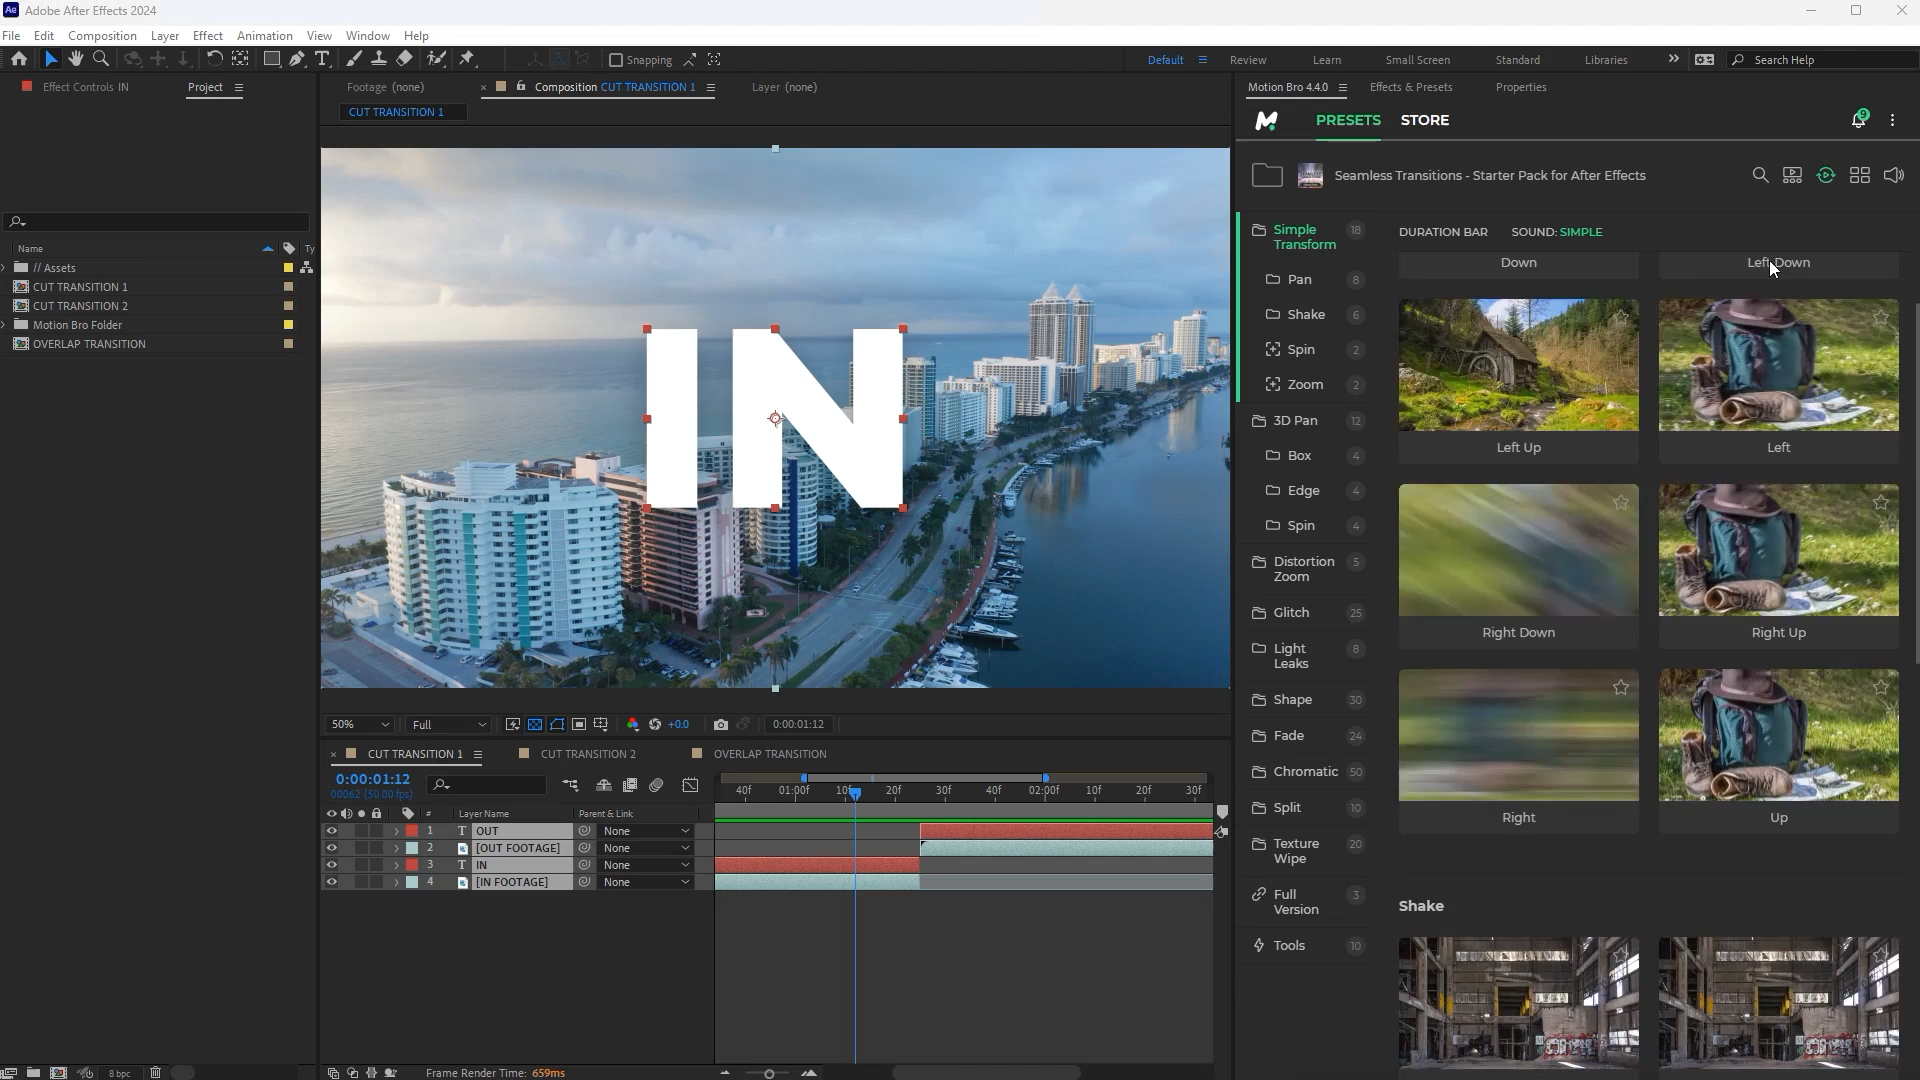 Ae Adobe After Effects 2024
File Edit Composition Layer Effect Animation View Window Help
Snapping
Default Review Learn Small Screen Standard Libraries Search Help
Effect Controls IN
Project
Footage (none)
Composition CUT TRANSITION 1
Layer (none)
CUT TRANSITION 1
Name
Ty
// Assets
CUT TRANSITION 1
CUT TRANSITION 2
Motion Bro Folder
OVERLAP TRANSITION
8 bpc
IN
50%
Full
+0.0
0:00:01:12
CUT TRANSITION 1
CUT TRANSITION 2
OVERLAP TRANSITION
0:00:01:12
00062 (50.00 fps)
40f 01:00f 10f 20f 30f 40f 02:00f 10f 20f 30f
# Layer Name Parent & Link
1 T OUT None
2 [OUT FOOTAGE] None
3 T IN None
4 [IN FOOTAGE] None
Frame Render Time: 659ms
Motion Bro 4.4.0
Effects & Presets
Properties
PRESETS STORE
9
Seamless Transitions - Starter Pack for After Effects
Simple Transform 18
Pan 8
Shake 6
Spin 2
Zoom 2
3D Pan 12
Box 4
Edge 4
Spin 4
Distortion Zoom 5
Glitch 25
Light Leaks 8
Shape 30
Fade 24
Chromatic 50
Split 10
Texture Wipe 20
Full Version 3
Tools 10
DURATION BAR SOUND: SIMPLE
Down
Left Down
Left Up
Left
Right Down
Right Up
Right
Up
Shake